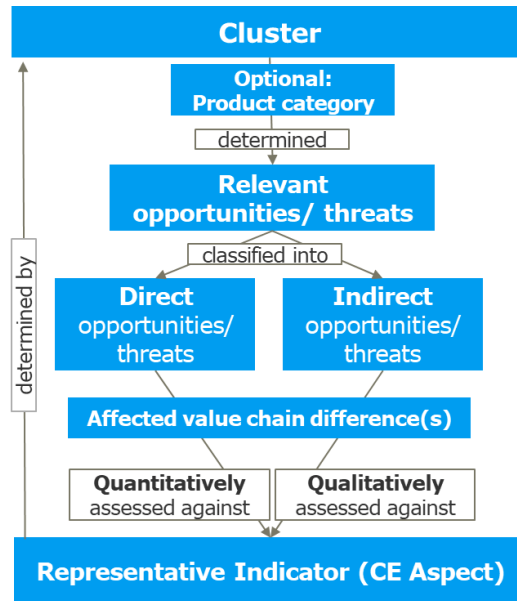 Cluster
Optional:
Product category
determined
Relevant
opportunities/ threats
classified into
Direct
opportunities/
threats
Indirect
opportunities/
threats
determined by
Affected value chain difference(s)
Quantitatively
assessed against
Qualitatively
assessed against
Representative Indicator (CE Aspect)